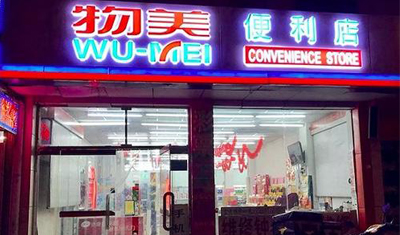 物美 便利店
WU-MEI CONVENIENCE STORE